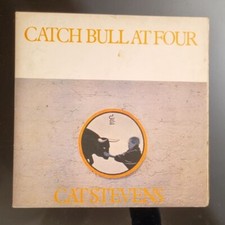 CATCH BULL AT FOUR
CAT STEVENS